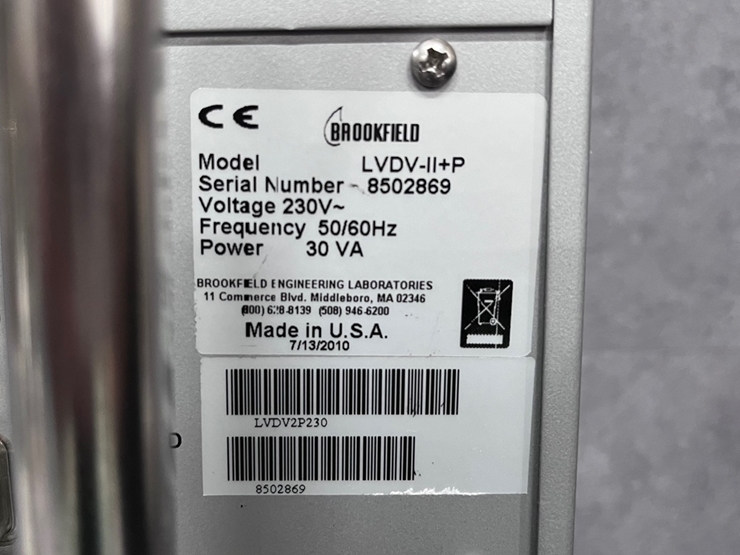 CE
BROOKFIELD
Model LVDV-II+P
Serial Number - 8502869
Voltage 230V~
Frequency 50/60Hz
Power 30 VA
BROOKFIELD ENGINEERING LABORATORIES
11 Commerce Blvd. Middleboro, MA 02346
(800) 628-8139 (508) 946-6200
Made in U.S.A.
7/13/2010
LVDV2P230
8502869